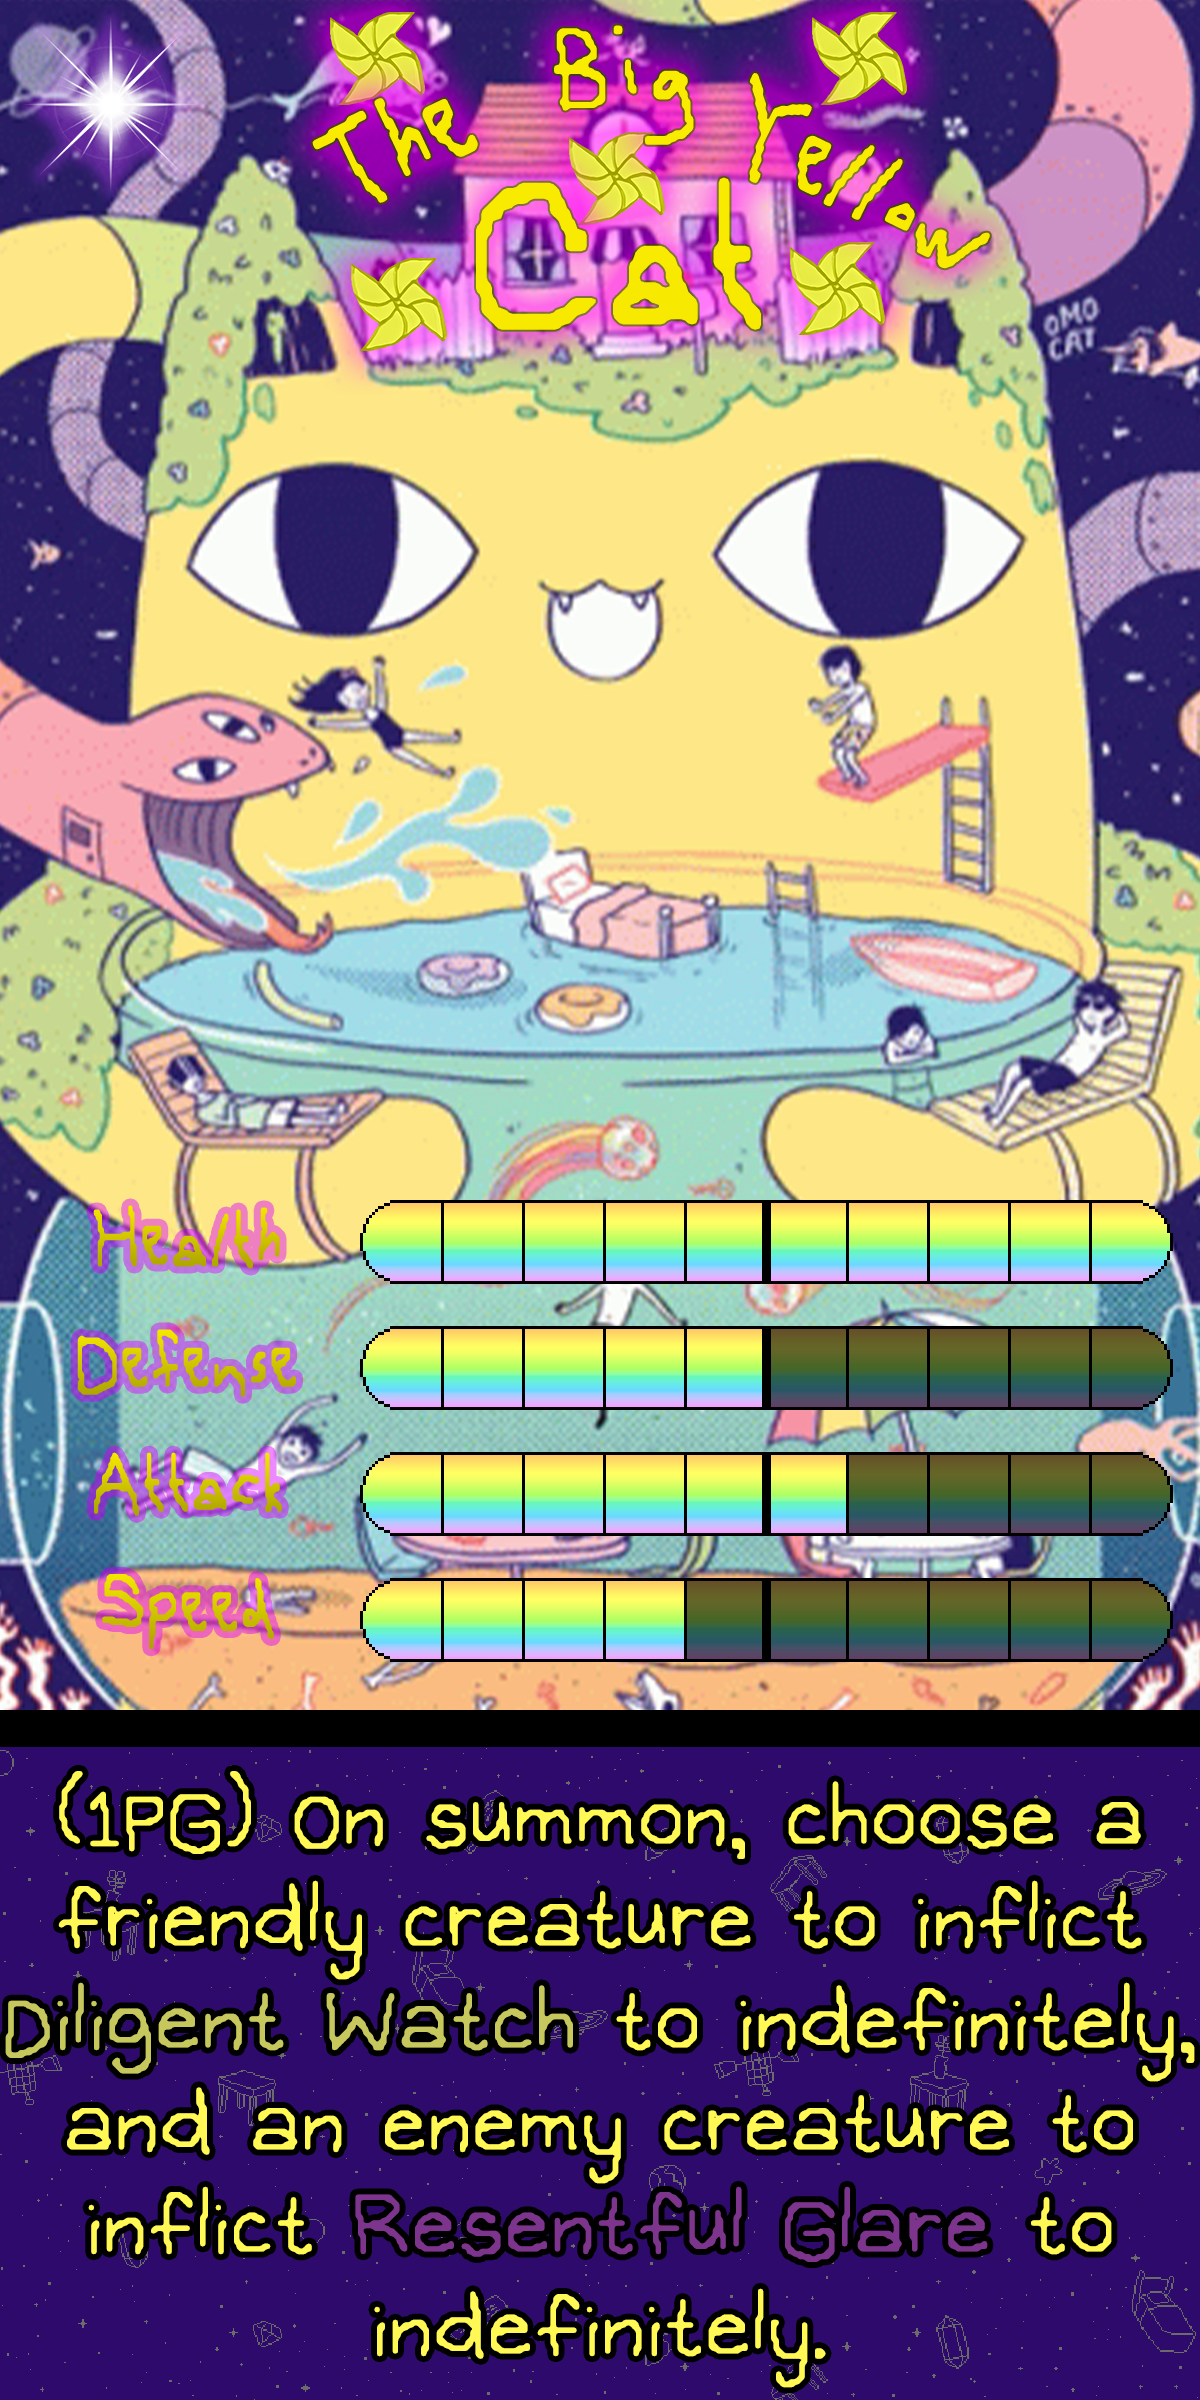 The Big Yellow
Cat
OMO
CAT
Health
Defense
Attack
Speed
(1PG) On summon, choose a
friendly creature to inflict
Diligent Watch to indefinitely,
and an enemy creature to
inflict Resentful Glare to
indefinitely.